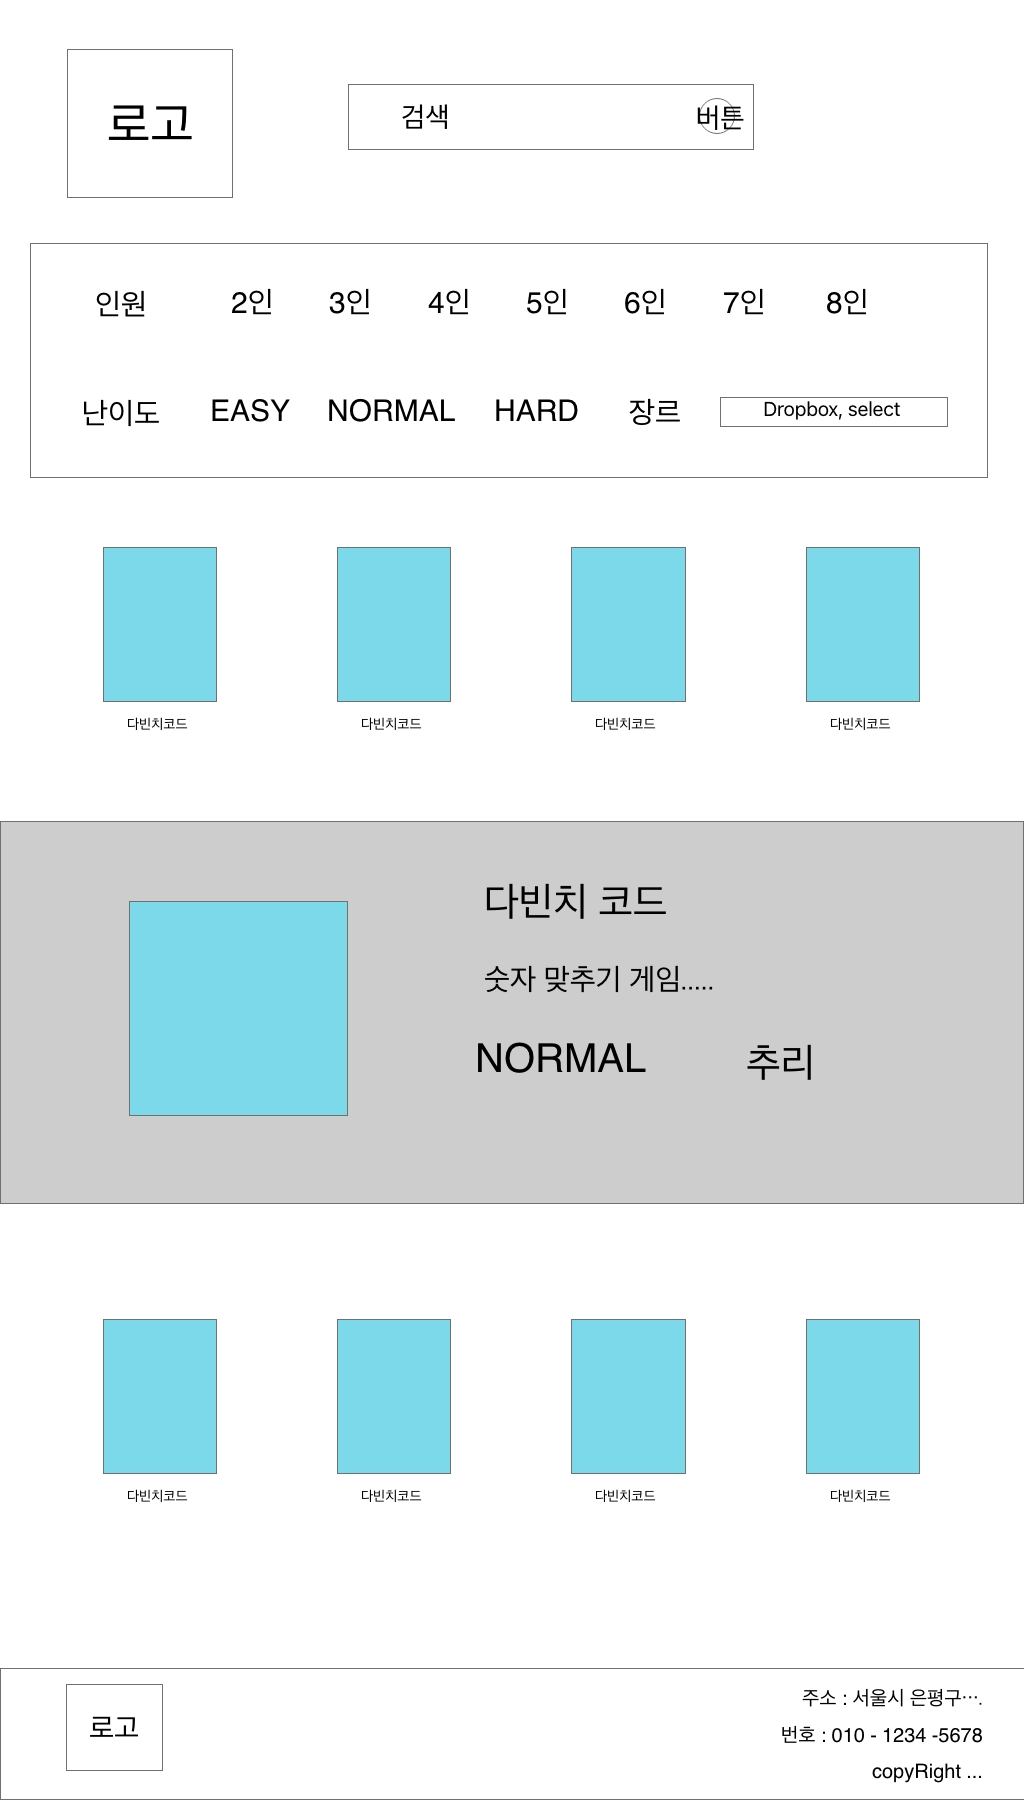 로고
검색 버튼
인원 2인 3인 4인 5인 6인 7인 8인
난이도 EASY NORMAL HARD 장르 Dropbox, select
다빈치코드 다빈치코드 다빈치코드 다빈치코드
다빈치 코드
숫자 맞추기 게임.....
NORMAL 추리
다빈치코드 다빈치코드 다빈치코드 다빈치코드
로고
주소 : 서울시 은평구….
번호 : 010 - 1234 -5678
copyRight ...